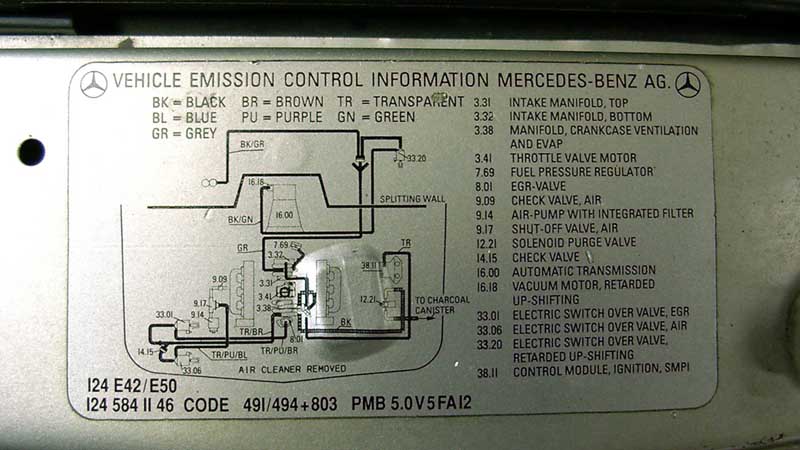 VEHICLE EMISSION CONTROL INFORMATION MERCEDES-BENZ AG.
BK = BLACK BR = BROWN TR = TRANSPARENT
BL = BLUE PU = PURPLE GN = GREEN
GR = GREY
3.31 INTAKE MANIFOLD, TOP
3.32 INTAKE MANIFOLD, BOTTOM
3.38 MANIFOLD, CRANKCASE VENTILATION
AND EVAP
3.41 THROTTLE VALVE MOTOR
7.69 FUEL PRESSURE REGULATOR
8.01 EGR-VALVE
9.09 CHECK VALVE, AIR
9.14 AIR-PUMP WITH INTEGRATED FILTER
9.17 SHUT-OFF VALVE, AIR
12.21 SOLENOID PURGE VALVE
14.15 CHECK VALVE
16.00 AUTOMATIC TRANSMISSION
16.18 VACUUM MOTOR, RETARDED
UP-SHIFTING
33.01 ELECTRIC SWITCH OVER VALVE, EGR
33.06 ELECTRIC SWITCH OVER VALVE, AIR
33.20 ELECTRIC SWITCH OVER VALVE,
RETARDED UP-SHIFTING
38.11 CONTROL MODULE, IGNITION, SMPI
BK/GR
33.20
16.18
16.00
SPLITTING WALL
BK/GN
GR
7.69
TR
3.32
38.11
9.09
3.31
3.41
12.21
TO CHARCOAL
CANISTER
9.17
3.38
33.01
9.14
TR/BR
BK
8.01
14.15
TR/PU/BL
TR/PU/BR
33.06
AIR CLEANER REMOVED
124 E42/E50
124 584 11 46 CODE 491/494+803 PMB 5.0V5FA12